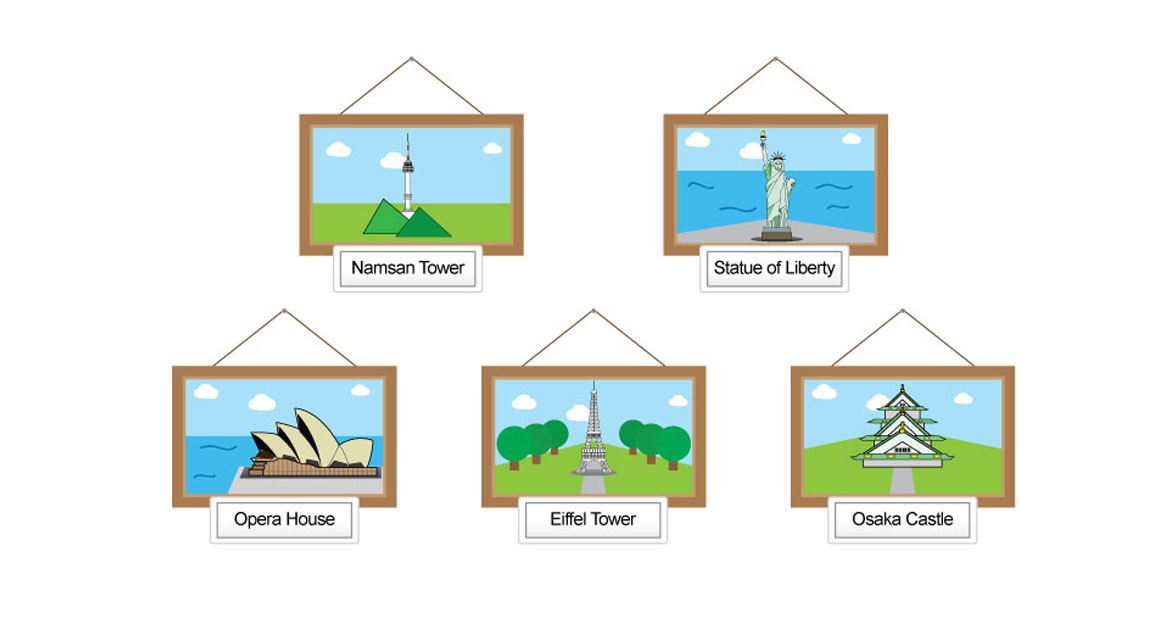 Namsan Tower
Statue of Liberty
Opera House
Eiffel Tower
Osaka Castle